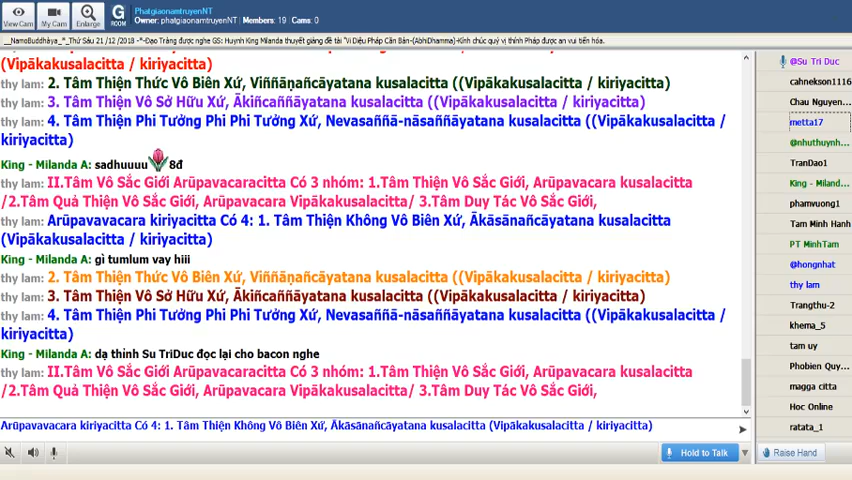 PhatgiaonamtruyenNT
Owner: phatgiaonamtruyenNT | Members: 19 | Cams: 0
View Cam
My Cam
Enlarge
G
ROOM
__NamoBuddhāya_*_Thứ Sáu 21 /12 /2018 -*-Đạo Tràng được nghe GS: Huynh King Milanda thuyết giảng đề tài "Vi Diệu Pháp Căn Bản-(AbhiDhamma)-Kính chúc quý vị thính Pháp được an vui tiến hóa.
(Vipākakusalacitta / kiriyacitta)
thy lam: 2. Tâm Thiện Thức Vô Biên Xứ, Viññāṇañcāyatana kusalacitta ((Vipākakusalacitta / kiriyacitta)
thy lam: 3. Tâm Thiện Vô Sở Hữu Xứ, Ākiñcaññāyatana kusalacitta ((Vipākakusalacitta / kiriyacitta)
thy lam: 4. Tâm Thiện Phi Tưởng Phi Phi Tưởng Xứ, Nevasaññā-nāsaññāyatana kusalacitta ((Vipākakusalacitta /
kiriyacitta)
King - Milanda A: sadhuuuu 8đ
thy lam: II.Tâm Vô Sắc Giới Arūpavacaracitta Có 3 nhóm: 1.Tâm Thiện Vô Sắc Giới, Arūpavacara kusalacitta
/2.Tâm Quả Thiện Vô Sắc Giới, Arūpavacara Vipākakusalacitta/ 3.Tâm Duy Tác Vô Sắc Giới,
thy lam: Arūpavavacara kiriyacitta Có 4: 1. Tâm Thiện Không Vô Biên Xứ, Ākāsānañcāyatana kusalacitta
(Vipākakusalacitta / kiriyacitta)
King - Milanda A: gì tumlum vay hiii
thy lam: 2. Tâm Thiện Thức Vô Biên Xứ, Viññāṇañcāyatana kusalacitta ((Vipākakusalacitta / kiriyacitta)
thy lam: 3. Tâm Thiện Vô Sở Hữu Xứ, Ākiñcaññāyatana kusalacitta ((Vipākakusalacitta / kiriyacitta)
thy lam: 4. Tâm Thiện Phi Tưởng Phi Phi Tưởng Xứ, Nevasaññā-nāsaññāyatana kusalacitta ((Vipākakusalacitta /
kiriyacitta)
King - Milanda A: dạ thỉnh Su TriDuc đọc lại cho bacon nghe
thy lam: II.Tâm Vô Sắc Giới Arūpavacaracitta Có 3 nhóm: 1.Tâm Thiện Vô Sắc Giới, Arūpavacara kusalacitta
/2.Tâm Quả Thiện Vô Sắc Giới, Arūpavacara Vipākakusalacitta/ 3.Tâm Duy Tác Vô Sắc Giới,
Arūpavavacara kiriyacitta Có 4: 1. Tâm Thiện Không Vô Biên Xứ, Ākāsānañcāyatana kusalacitta (Vipākakusalacitta / kiriyacitta)
Hold to Talk
@Su Tri Duc
cahnekson1116
Chau Nguyen...
metta17
@nhuthuynh...
TranDao1
King - Miland...
phamvuong1
Tam Minh Hanh
PT MinhTam
@hongnhat
thy lam
Trangthu-2
khema_5
tam uy
Phobien Quy...
magga citta
Hoc Online
ratata_1
Raise Hand